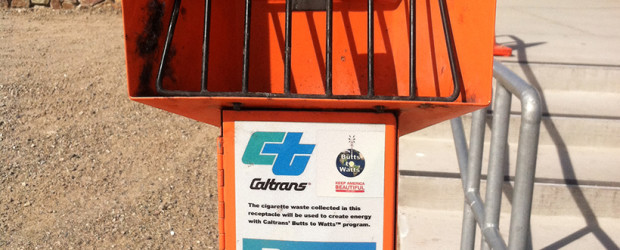 ct
Caltrans®
Butts
to
Watts
KEEP AMERICA
BEAUTIFUL
The cigarette waste collected in this
receptacle will be used to create energy
with Caltrans' Butts to Watts™ program.